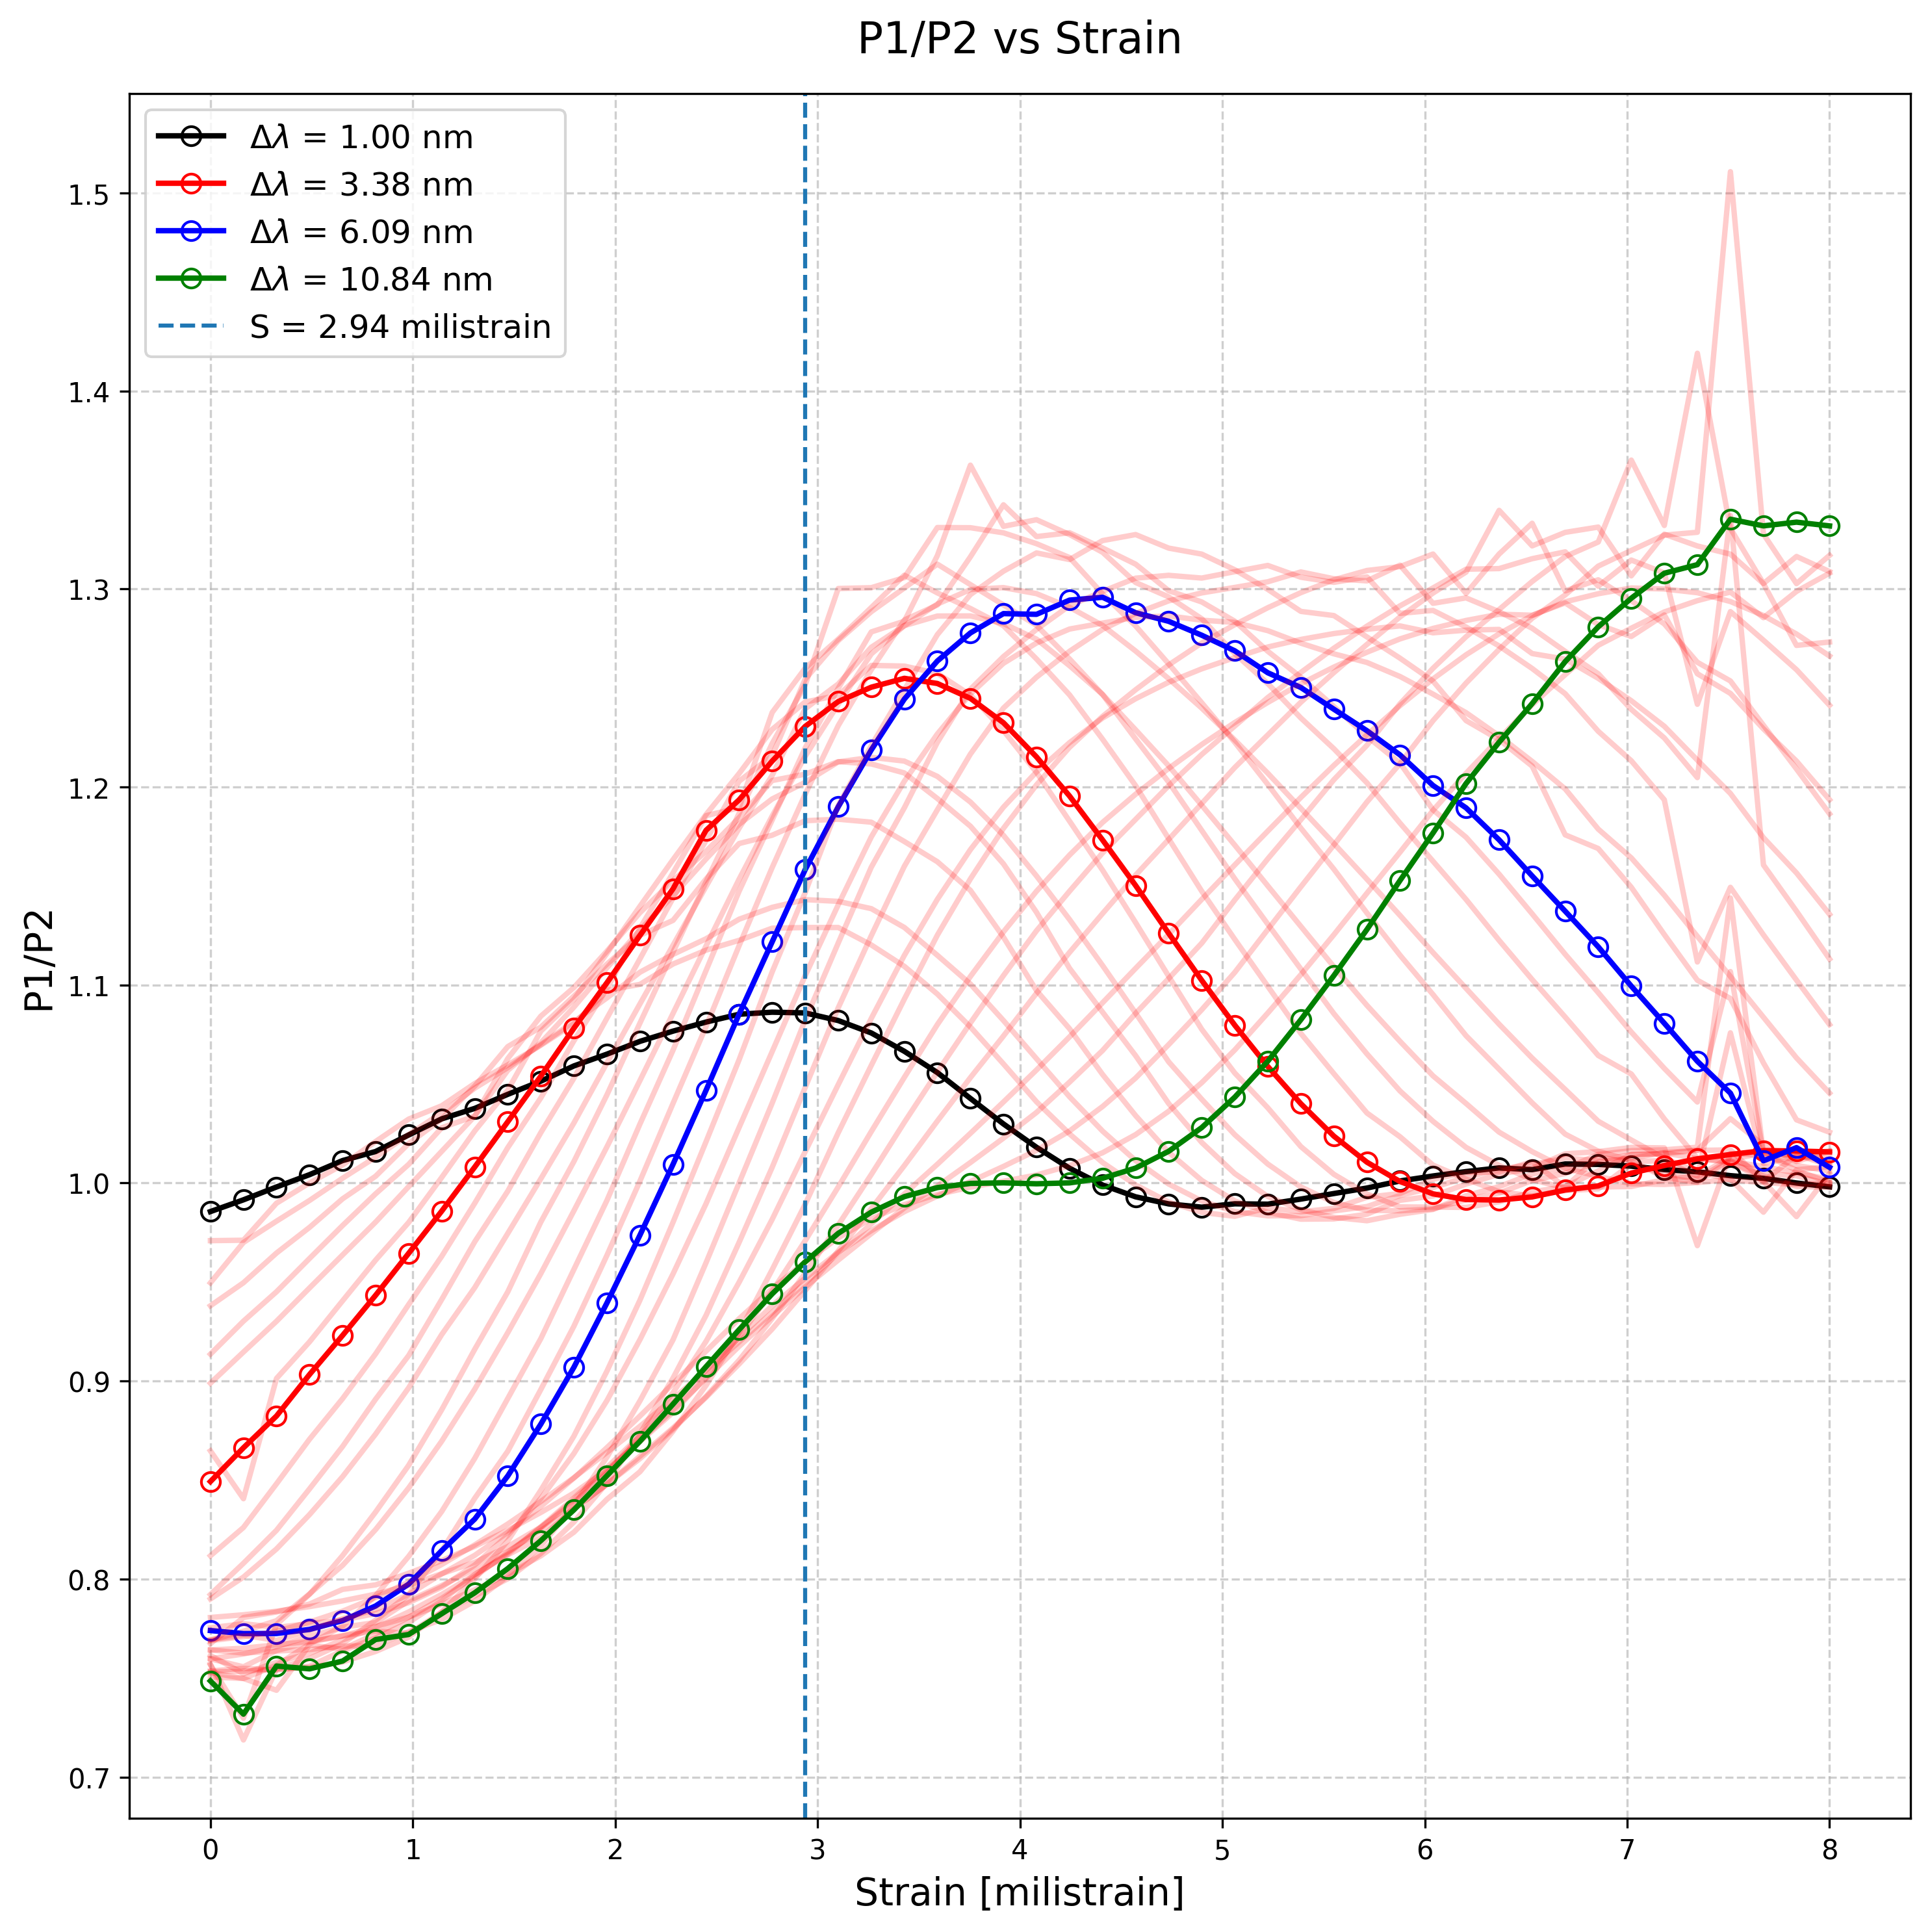 P1/P2 vs Strain
Δλ = 1.00 nm
Δλ = 3.38 nm
Δλ = 6.09 nm
Δλ = 10.84 nm
S = 2.94 milistrain
P1/P2
1.5
1.4
1.3
1.2
1.1
1.0
0.9
0.8
0.7
0 1 2 3 4 5 6 7 8
Strain [milistrain]